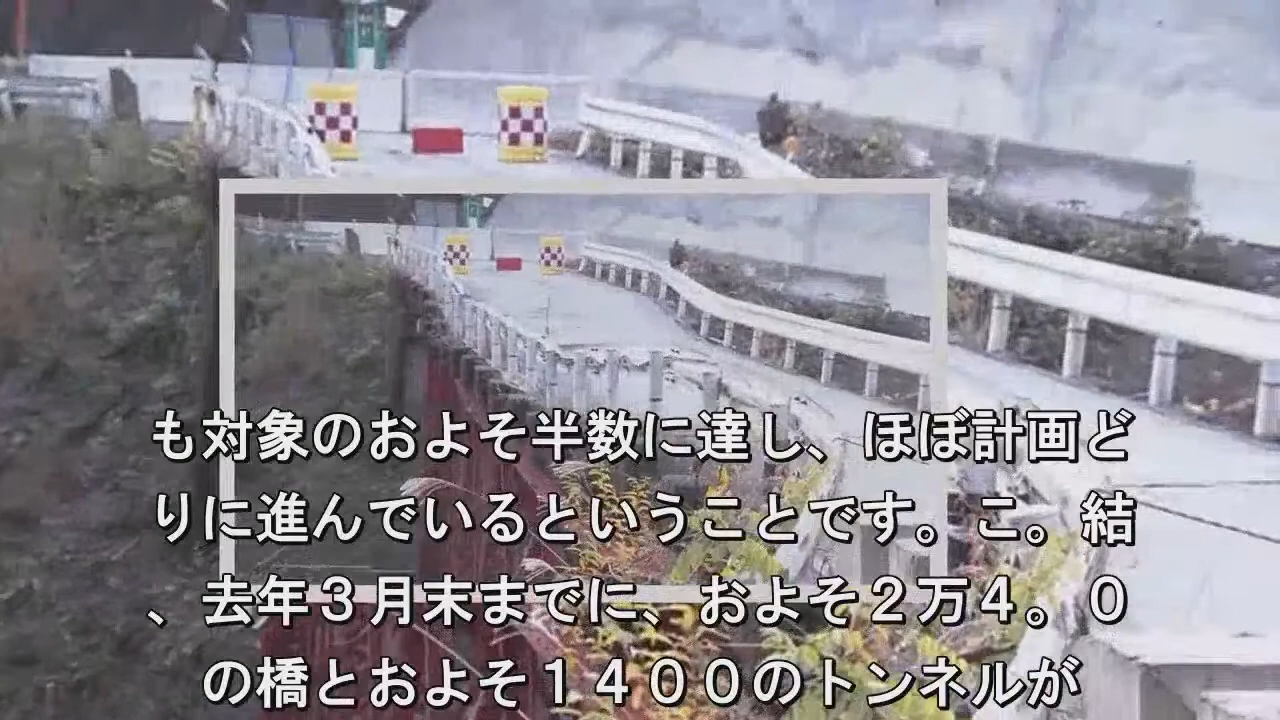 も対象のおよそ半数に達し、ほぼ計画ど
りに進んでいるということです。こ。結
、去年３月末までに、およそ２万４。０
の橋とおよそ１４００のトンネルが